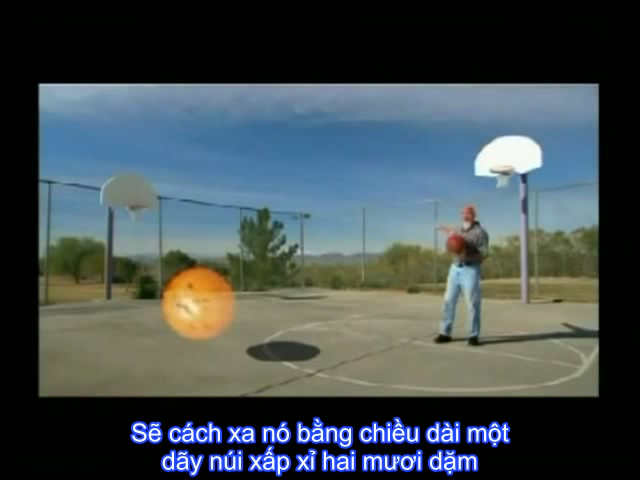 Sẽ cách xa nó bằng chiều dài một
dãy núi xấp xỉ hai mươi dặm